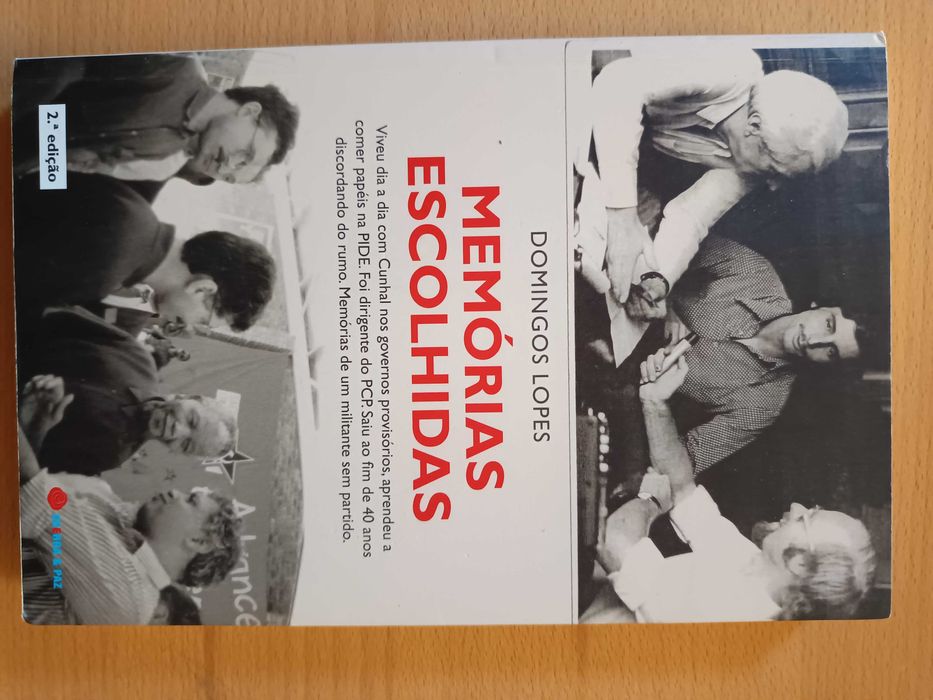 DOMINGOS LOPES
MEMÓRIAS
ESCOLHIDAS
Viveu dia a dia com Cunhal nos governos provisórios, aprendeu a
comer papéis na PIDE. Foi dirigente do PCP. Saiu ao fim de 40 anos
discordando do rumo. Memórias de um militante sem partido.
2.ª edição
& PAZ